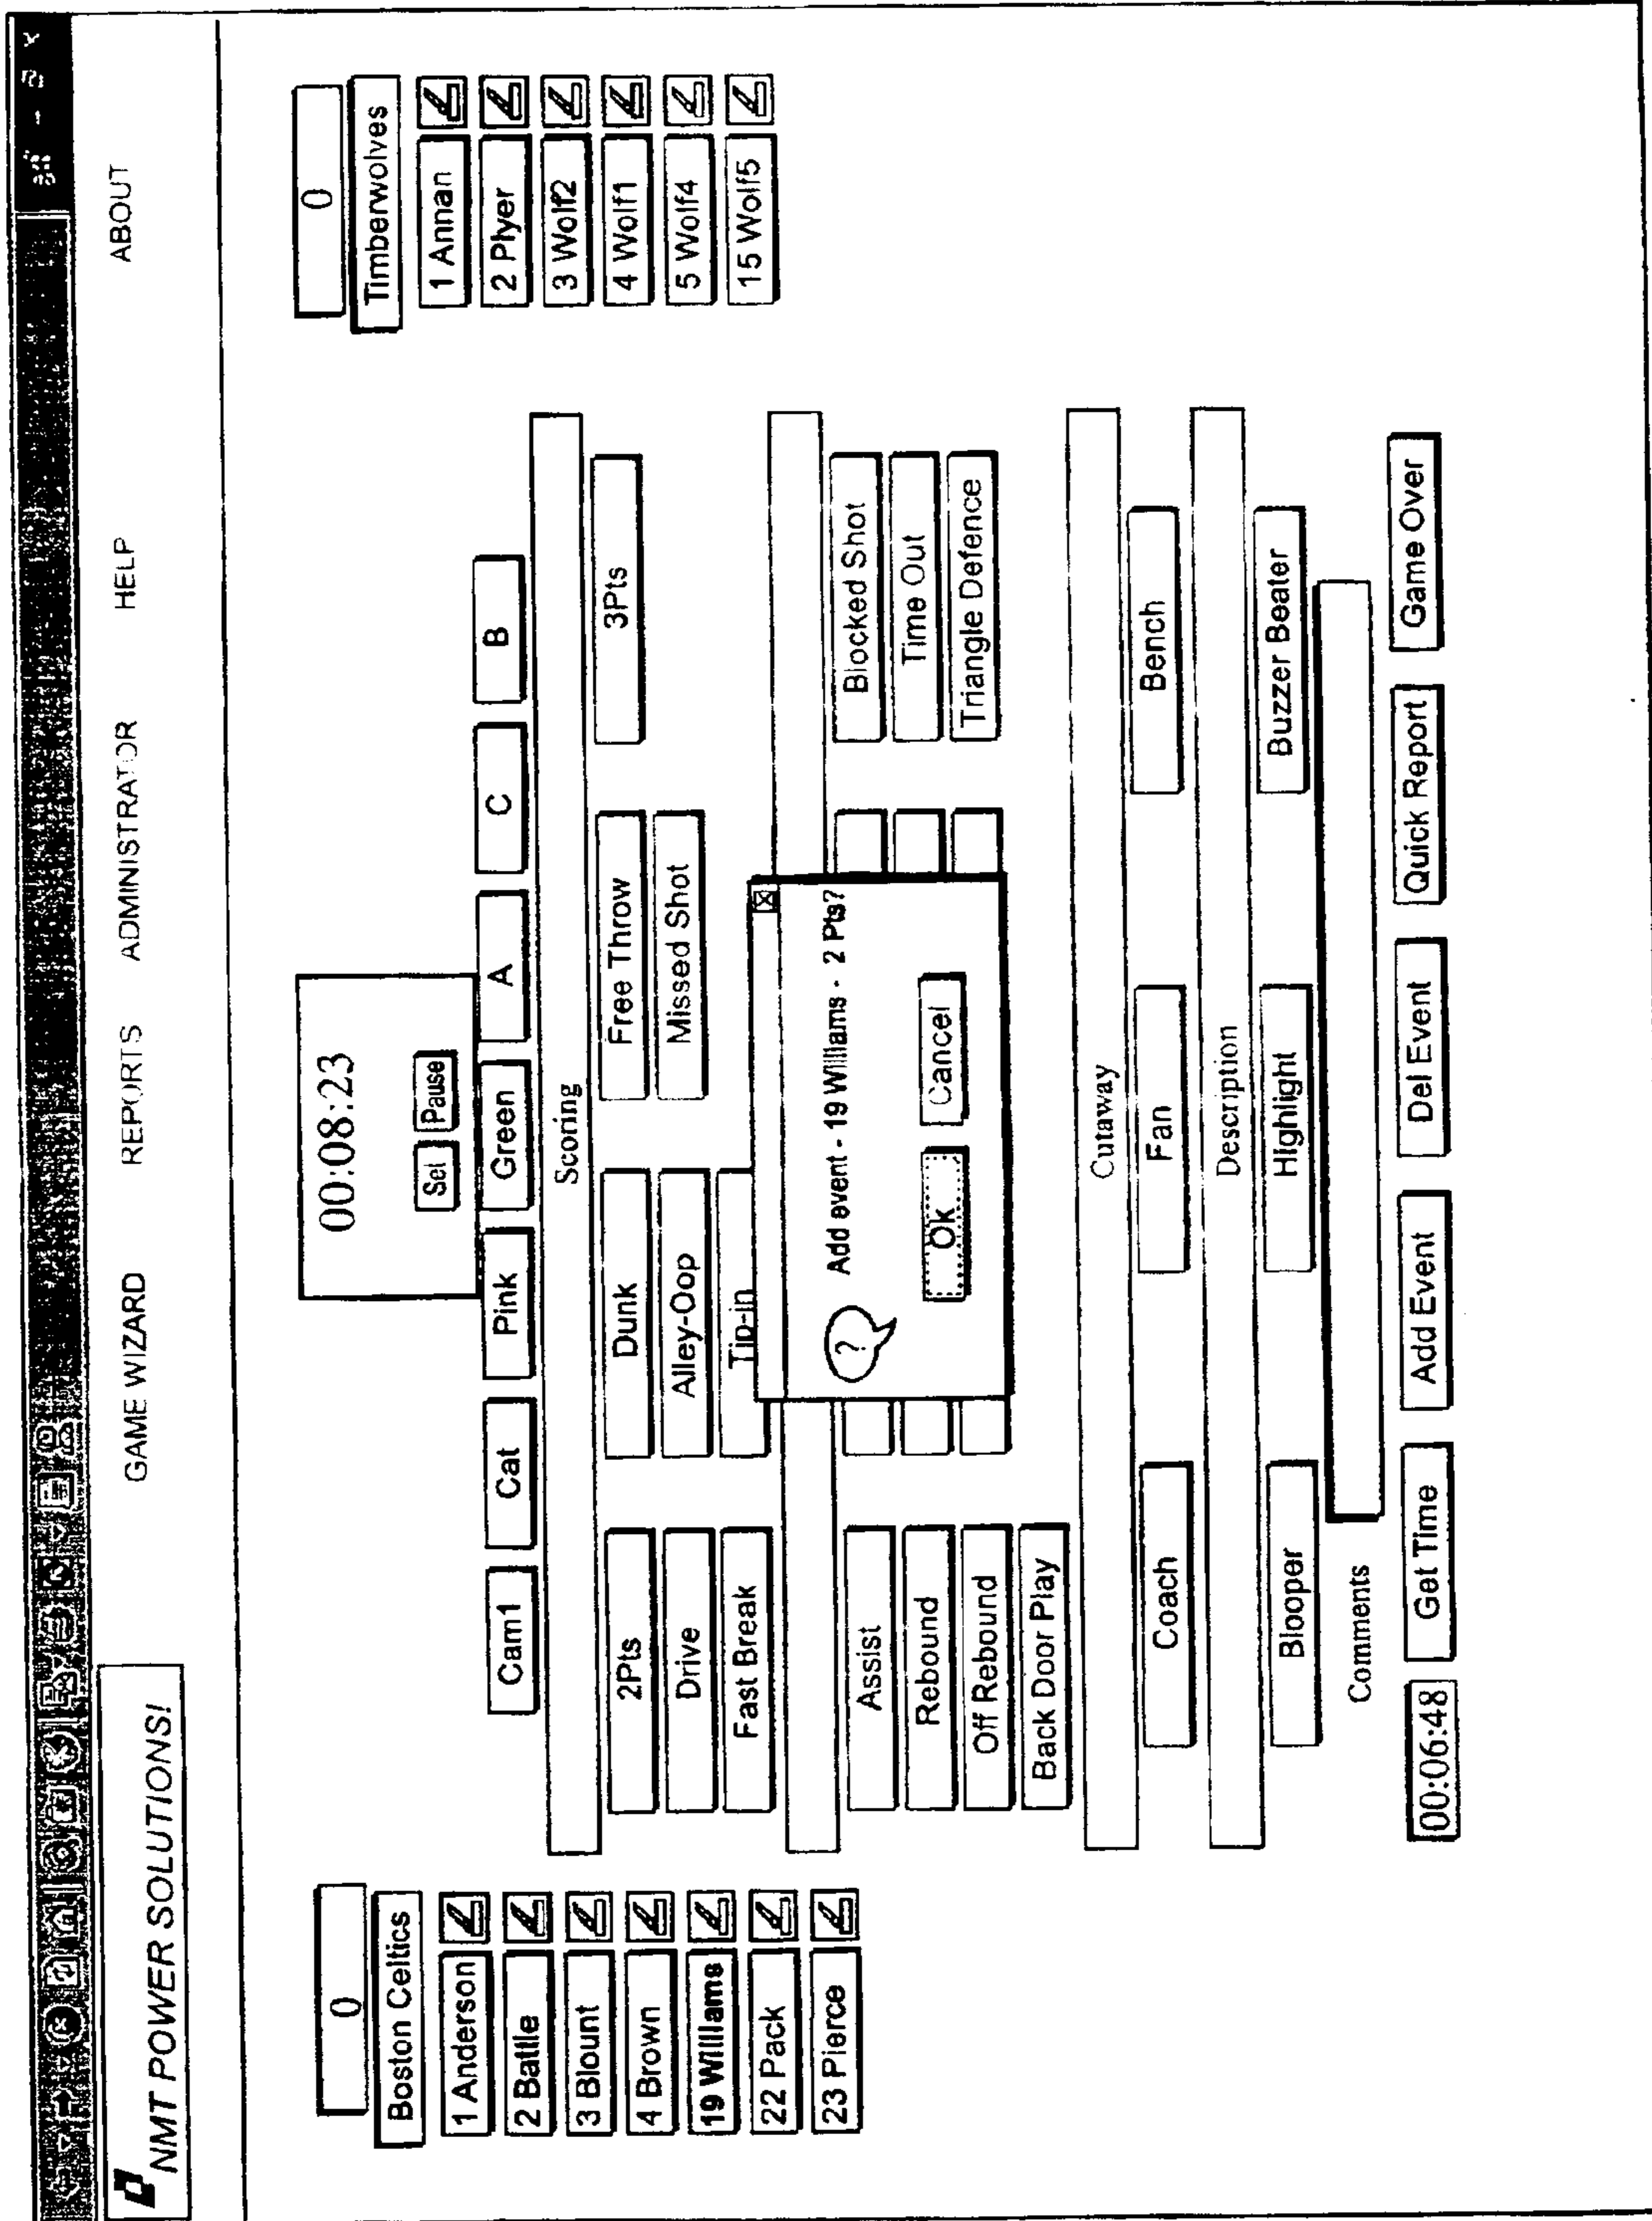 NMT POWER SOLUTIONS!
GAME WIZARD REPORTS ADMINISTRATOR HELP ABOUT
0 00:08:23 0
Boston Celtics Set Pause Timberwolves
Cam1 Cat Pink Green A C B
1 Anderson 1 Annan
2 Battle 2 Plyer
3 Blount 3 Wolf2
4 Brown 4 Wolf1
19 Williams 5 Wolf4
22 Pack 15 Wolf5
23 Pierce
Scoring
2Pts Dunk Free Throw 3Pts
Drive Alley-Oop Missed Shot
Fast Break Tip-in
Add event - 19 Williams - 2 Pts?
?
Ok Cancel
Assist Blocked Shot
Rebound Time Out
Off Rebound Triangle Defence
Back Door Play
Cutaway
Coach Fan Bench
Description
Blooper Highlight Buzzer Beater
Comments
00:06:48 Get Time Add Event Del Event Quick Report Game Over